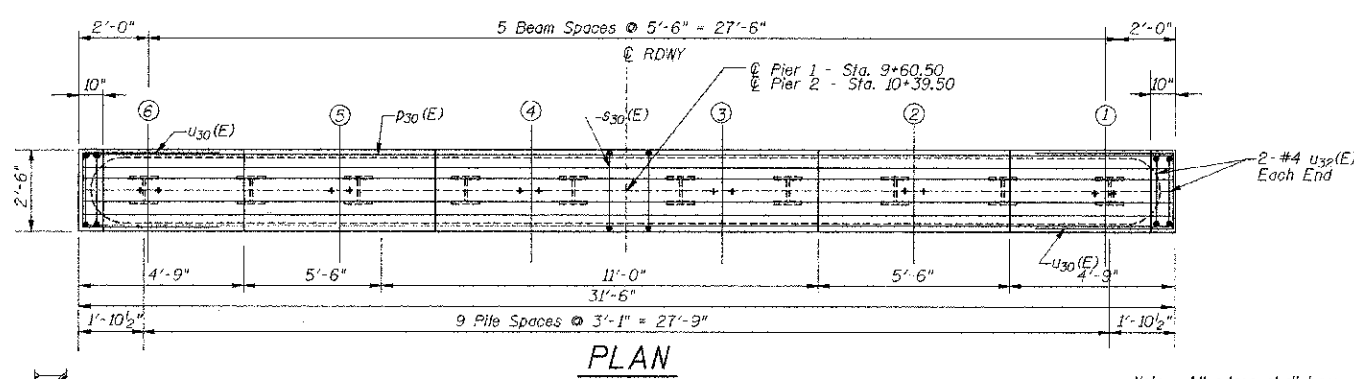 2'-0" 5 Beam Spaces @ 5'-6" = 27'-6" 2'-0"
℄ RDWY
℄ Pier 1 - Sta. 9+60.50
℄ Pier 2 - Sta. 10+39.50
10" 10"
6 5 4 3 2 1
u30(E) p30(E) s30(E)
2'-6"
2-#4 u32(E)
Each End
u30(E)
4'-9" 5'-6" 11'-0" 5'-6" 4'-9"
31'-6"
1'-10½" 9 Pile Spaces @ 3'-1" = 27'-9" 1'-10½"
PLAN